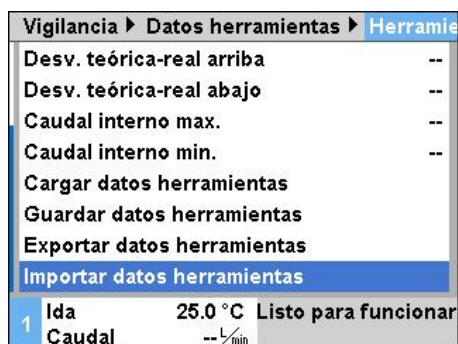 Vigilancia ▶ Datos herramientas ▶ Herramie
Desv. teórica-real arriba --
Desv. teórica-real abajo --
Caudal interno max. --
Caudal interno min. --
Cargar datos herramientas
Guardar datos herramientas
Exportar datos herramientas
Importar datos herramientas
1 Ida 25.0 °C Listo para funcionar
Caudal -- L/min